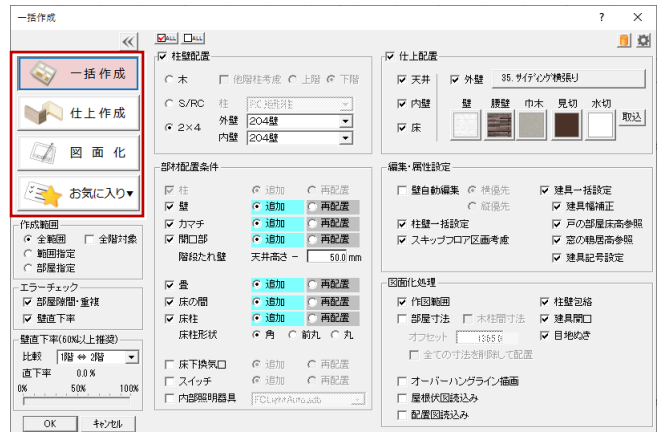 一括作成
? ×
≪
ALL ALL
一括作成
仕上作成
図面化
お気に入り▼
作成範囲
全範囲 全階対象
範囲指定
部屋指定
エラーチェック
部屋隙間・重複
壁直下率
壁直下率(60%以上推奨)
比較 1階 ⇔ 2階
直下率 0.0 %
0% 50% 100%
OK キャンセル
柱壁配置
木 他階柱考慮 上階 下階
S/RC 柱 RC 矩形柱
2×4 外壁 204壁
内壁 204壁
部材配置条件
柱 追加 再配置
壁 追加 再配置
カマチ 追加 再配置
開口部 追加 再配置
階段たれ壁 天井高さ - 50.0 mm
畳 追加 再配置
床の間 追加 再配置
床柱 追加 再配置
床柱形状 角 前丸 丸
床下換気口 追加 再配置
スイッチ 追加 再配置
内部照明器具 FCLightAuto.adb
仕上配置
天井 外壁 35. サイディング横張り
内壁 壁 腰壁 巾木 見切 水切
床 取込
編集・属性設定
壁自動編集 横優先 建具一括設定
縦優先 建具幅補正
柱壁一括設定 戸の部屋床高参照
スキップフロア区画考慮 窓の鴨居高参照
建具記号設定
図面化処理
作図範囲 柱壁包絡
部屋寸法 木柱間寸法 建具開口
オフセット 1365.0 目地ぬき
全ての寸法を削除して配置
オーバーハングライン描画
屋根伏図読込み
配置図読込み